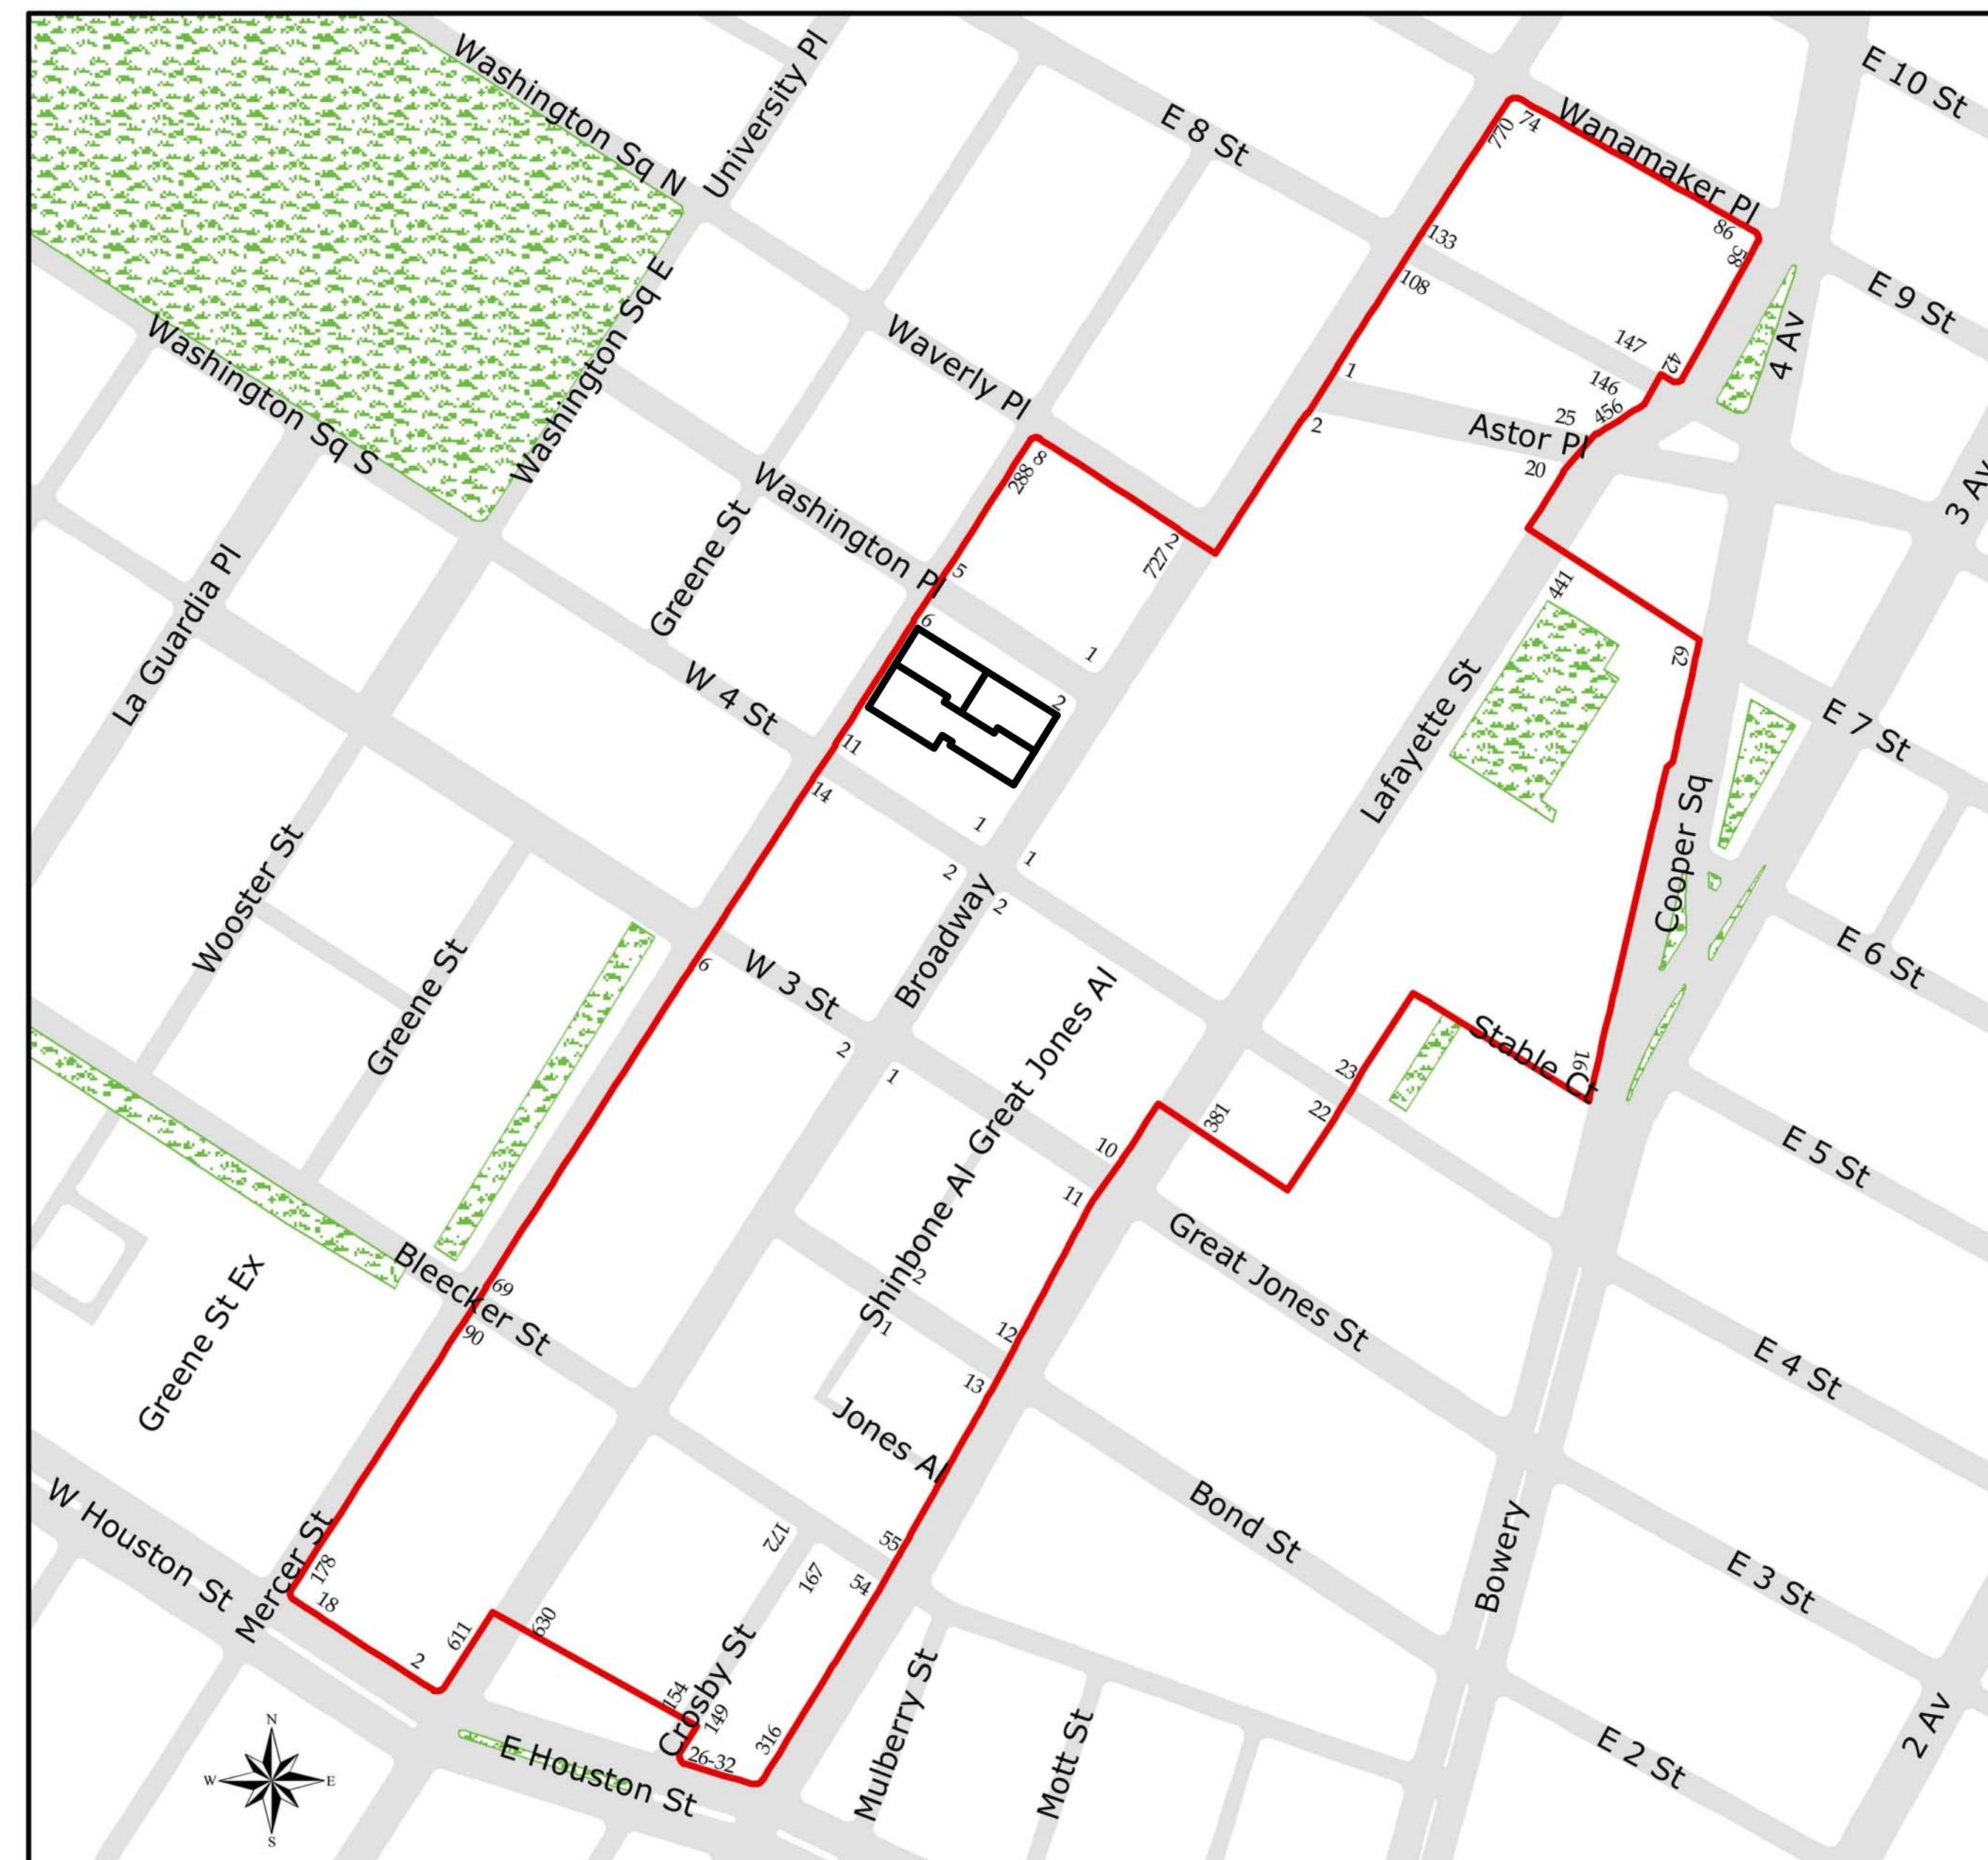 E 10 St
Washington Sq N
University Pl
E 8 St
Wanamaker Pl
770
74
86
58
133
108
E 9 St
4 Av
147
42
146
456
25
1
Astor Pl
2
20
3 Av
Washington Sq E
Washington Sq S
Waverly Pl
8
288
Washington Pl
Greene St
2
727
5
6
1
2
441
62
La Guardia Pl
W 4 St
11
14
1
2
1
2
Lafayette St
E 7 St
Cooper Sq
E 6 St
Wooster St
Greene St
Broadway
W 3 St
6
2
1
Great Jones Al
Stable Ct
16
23
22
381
10
11
E 5 St
Shinbone Al
2
1
Great Jones St
12
13
E 4 St
Bleecker St
69
90
Greene St Ex
Jones Al
Bond St
Bowery
E 3 St
W Houston St
Mercer St
178
18
2
611
630
172
167
55
54
154
Crosby St
149
26-32
316
E Houston St
Mulberry St
Mott St
E 2 St
2 Av
N
W
E
S